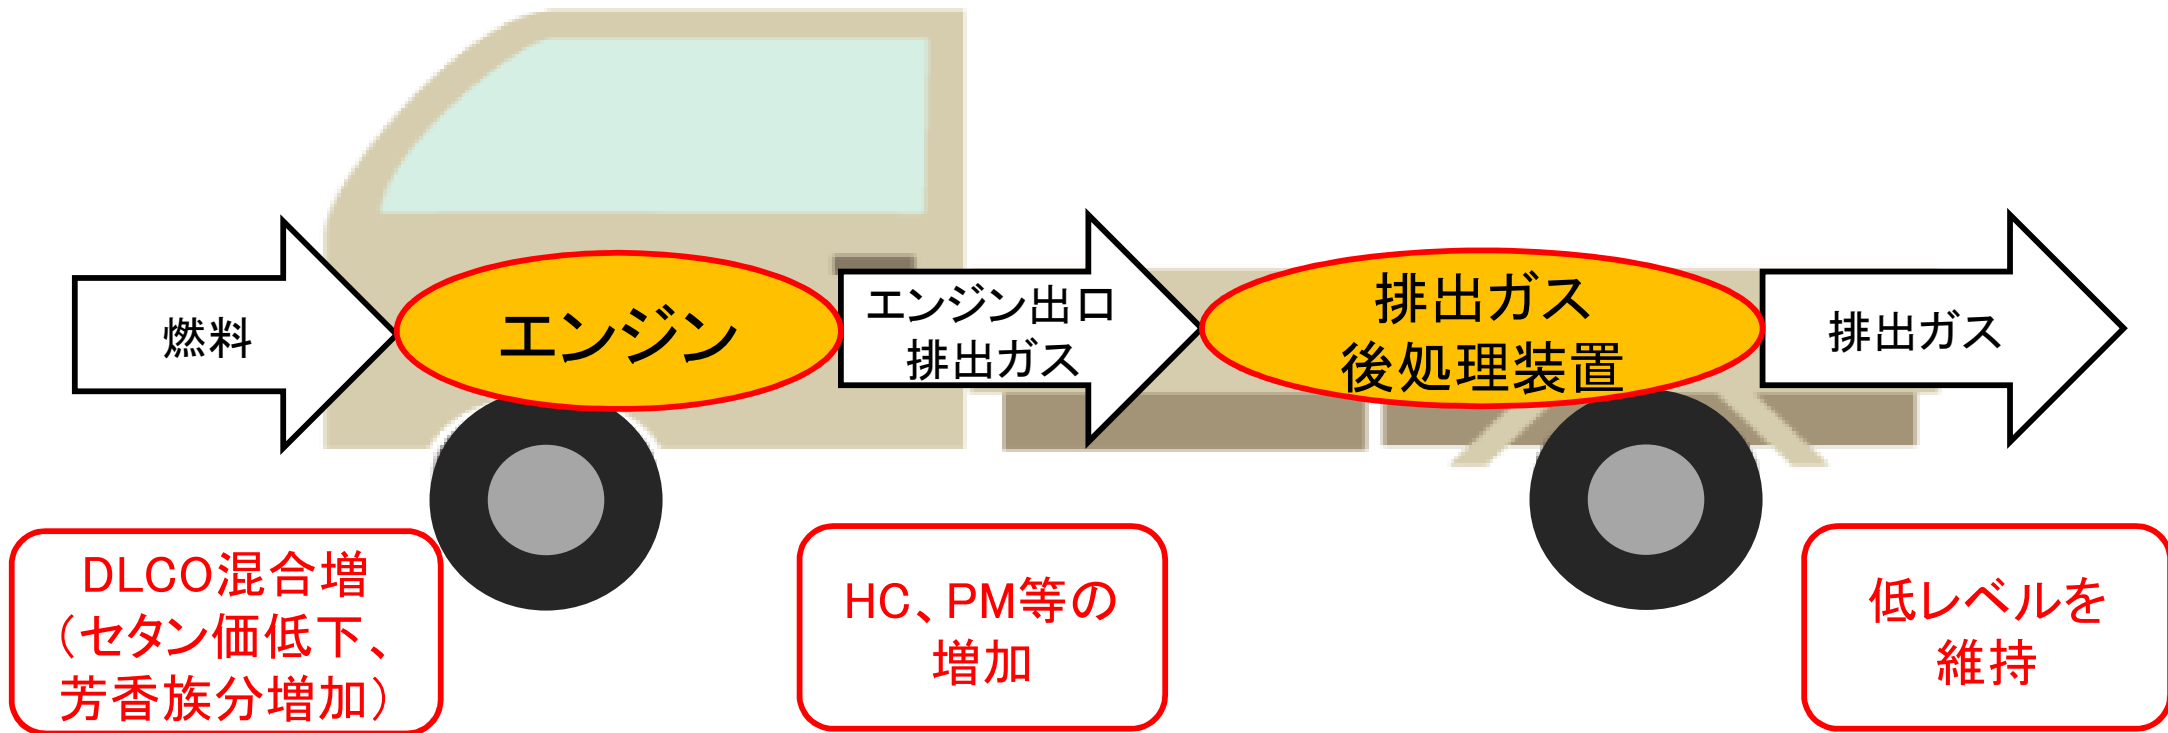 燃料
エンジン
エンジン出口
排出ガス
排出ガス
後処理装置
排出ガス
DLCO混合増
（セタン価低下、
芳香族分増加）
HC、PM等の
増加
低レベルを
維持